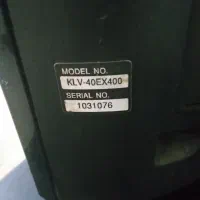 MODEL NO.
KLV-40EX400
SERIAL NO.
1031076